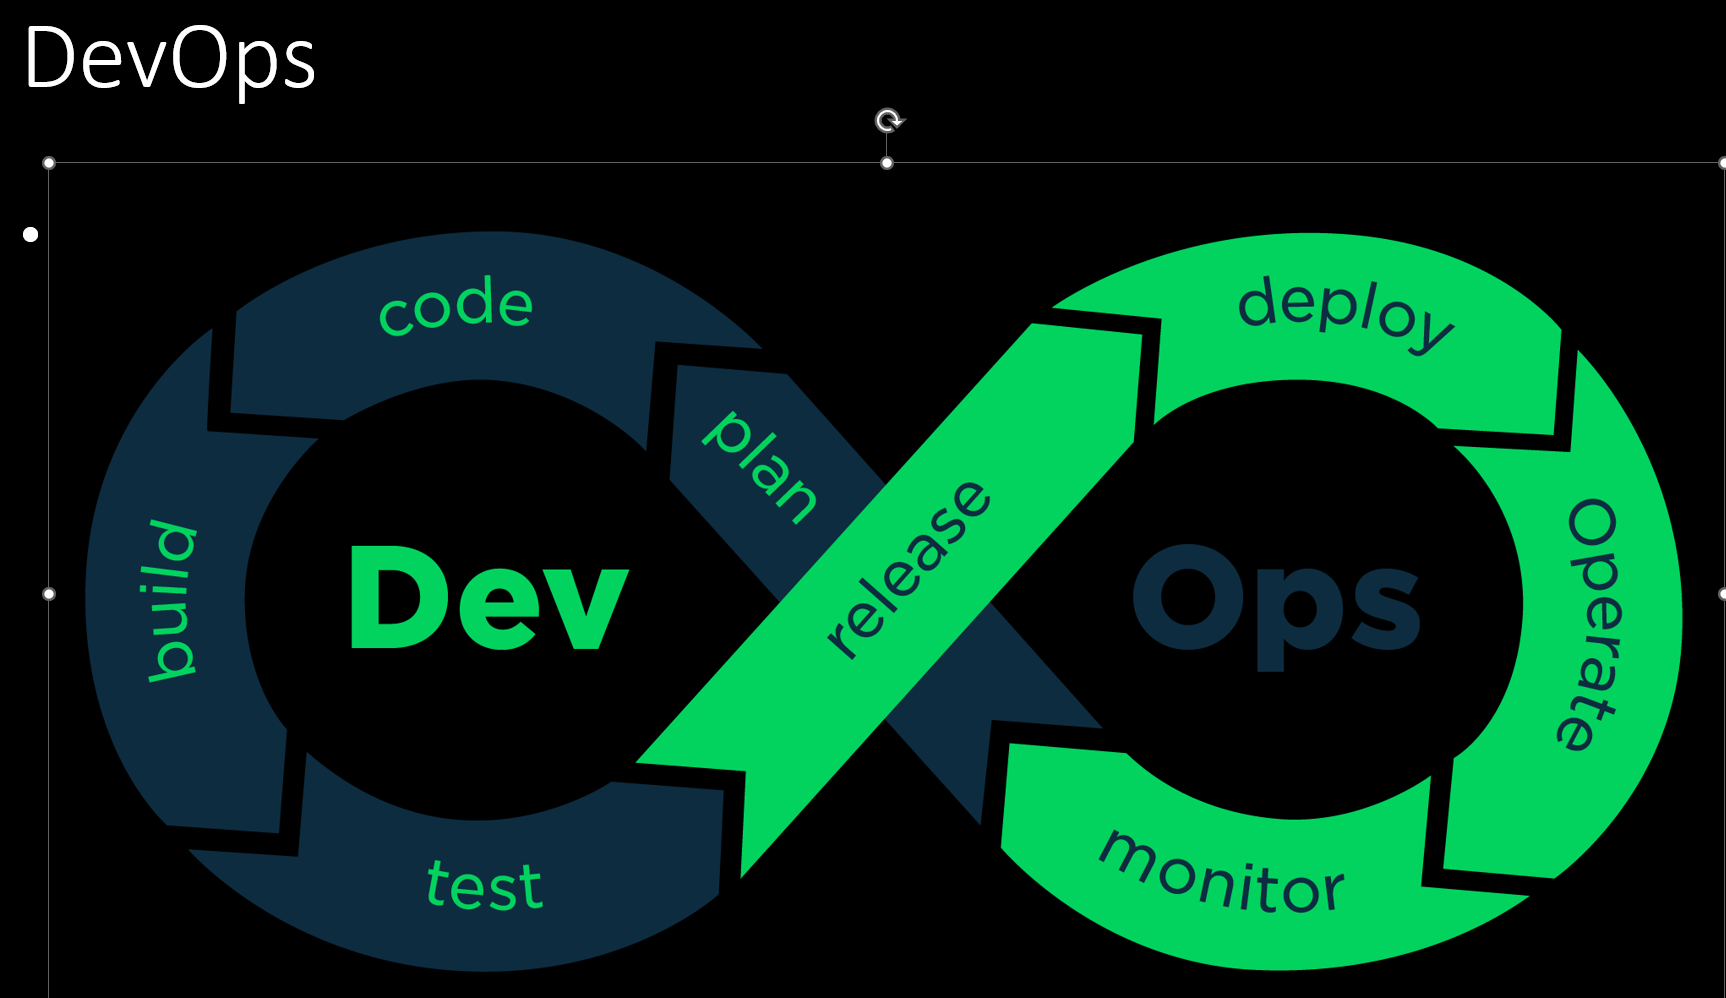 DevOps
code
deploy
plan
release
build
Dev
Ops
Operate
test
monitor